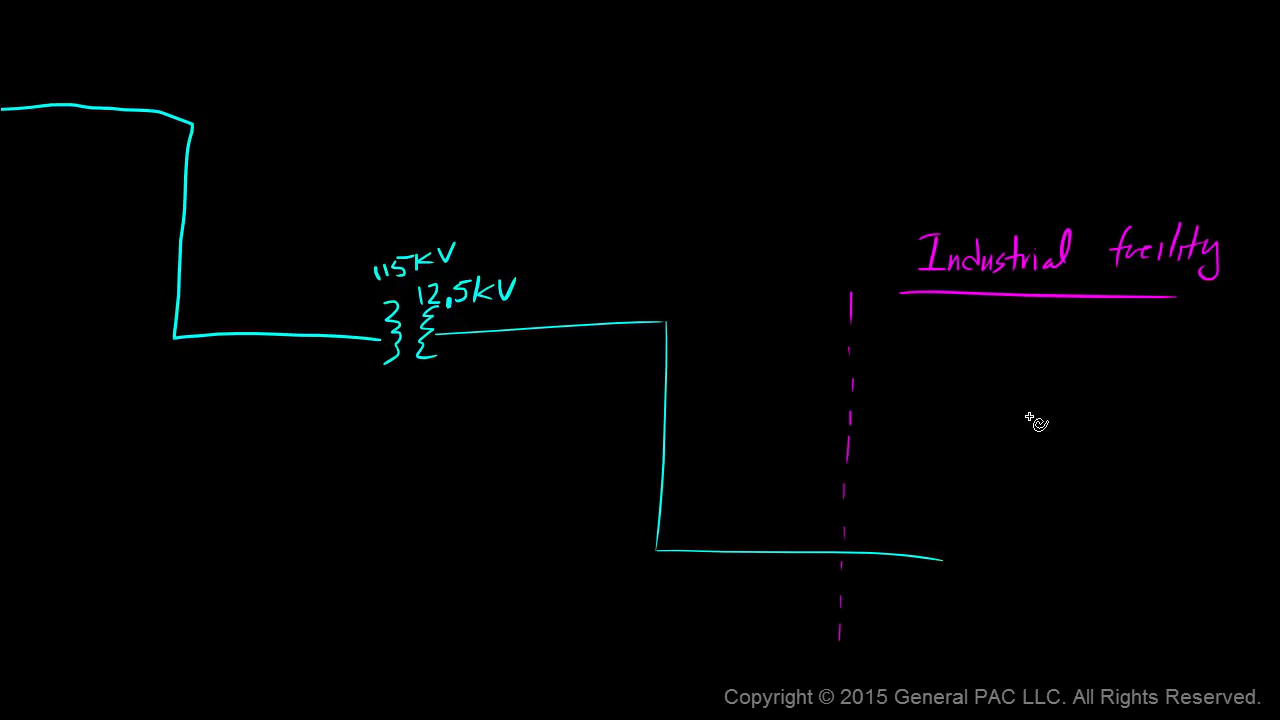 115KV
12.5KV
Industrial facility
Copyright © 2015 General PAC LLC. All Rights Reserved.